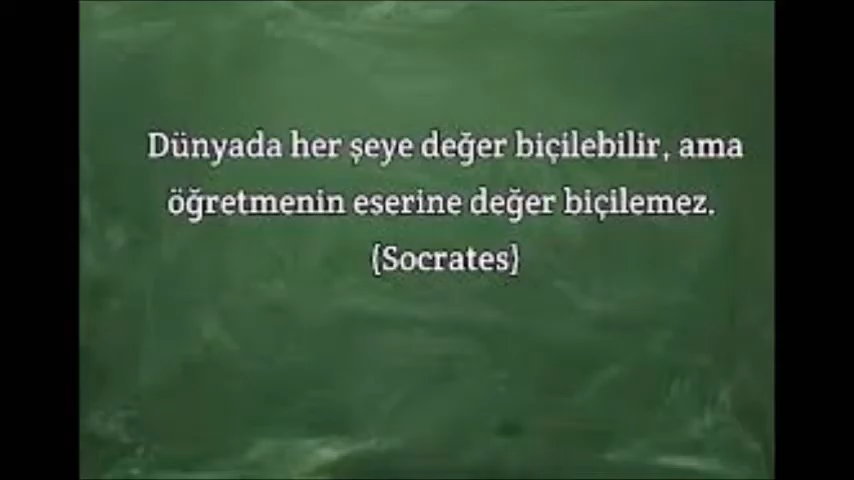 Dünyada her şeye değer biçilebilir, ama
öğretmenin eserine değer biçilemez.
(Socrates)